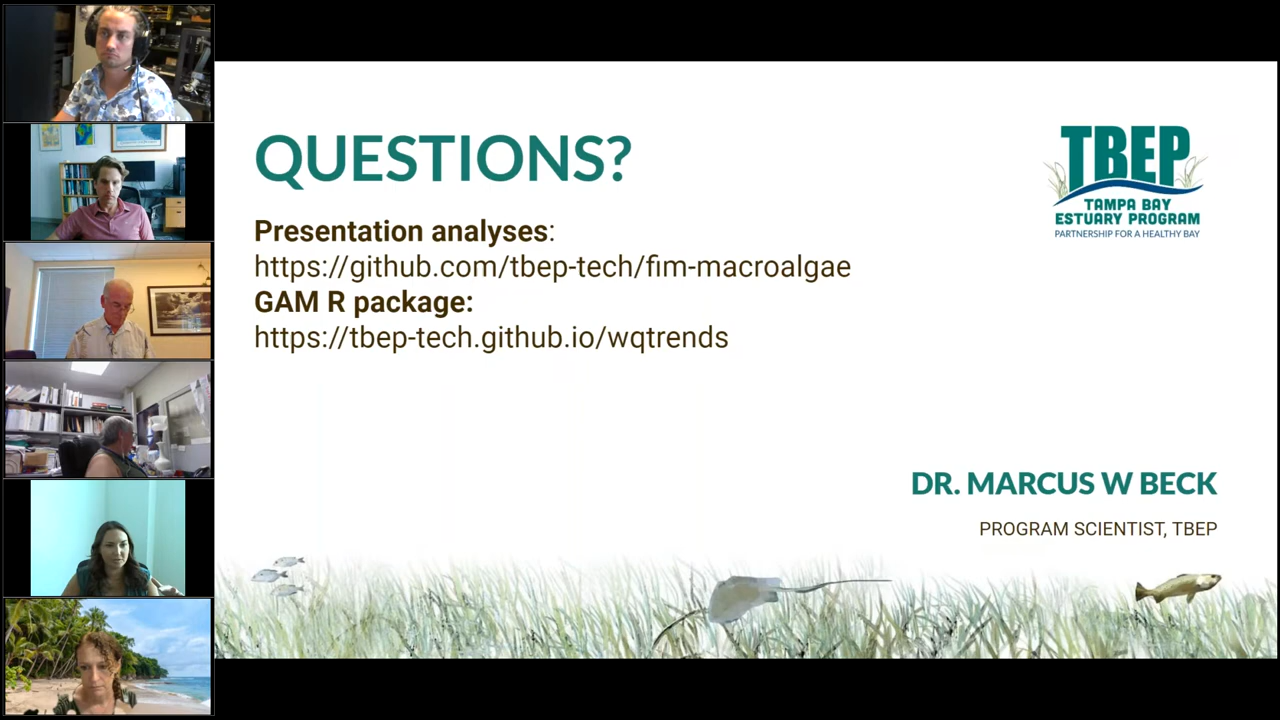 QUESTIONS?
Presentation analyses:
https://github.com/tbep-tech/fim-macroalgae
GAM R package:
https://tbep-tech.github.io/wqtrends
TBEP
TAMPA BAY
ESTUARY PROGRAM
PARTNERSHIP FOR A HEALTHY BAY
DR. MARCUS W BECK
PROGRAM SCIENTIST, TBEP